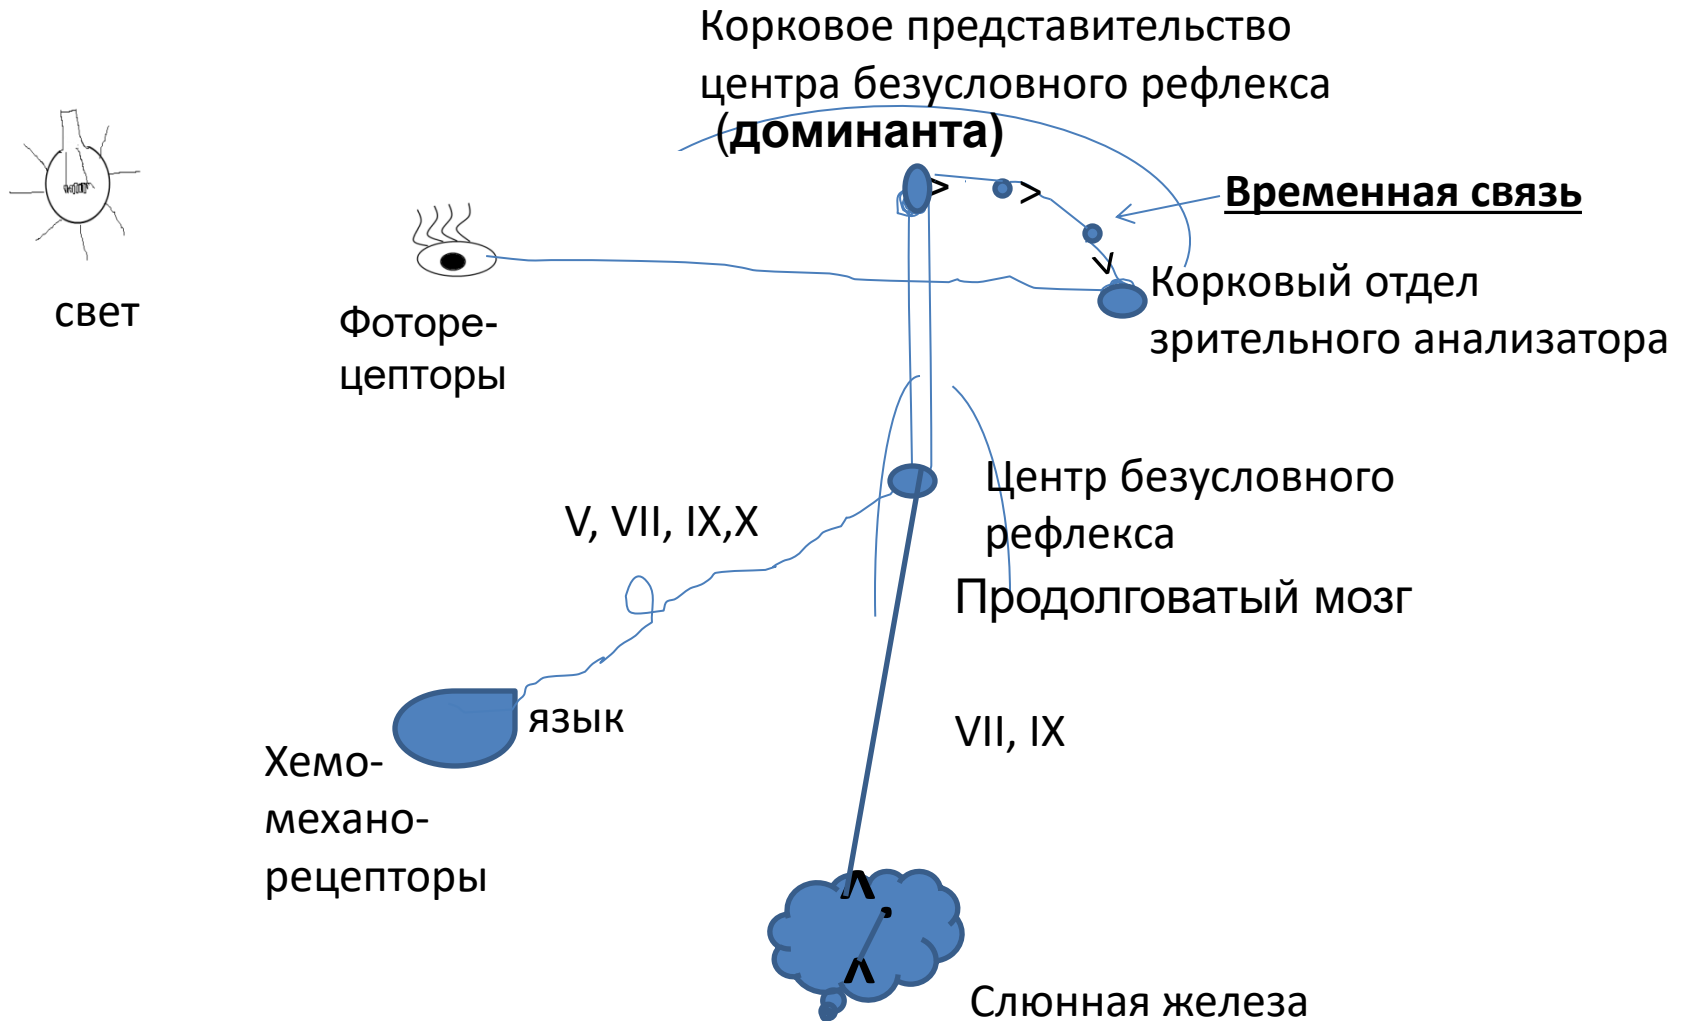 Корковое представительство
центра безусловного рефлекса
(доминанта)
Временная связь
свет
Фоторе-
цепторы
Корковый отдел
зрительного анализатора
Центр безусловного
рефлекса
V, VII, IX,X
Продолговатый мозг
язык
VII, IX
Хемо-
механо-
рецепторы
Слюнная железа